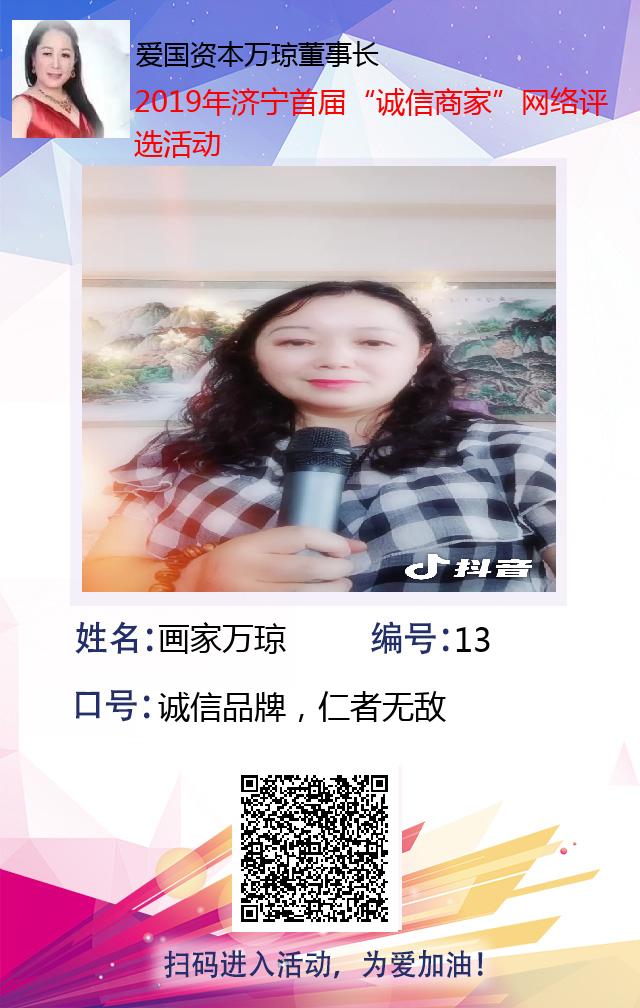 爱国资本万琼董事长
2019年济宁首届“诚信商家”网络评
选活动
抖音
姓名:画家万琼 编号:13
口号:诚信品牌，仁者无敌
扫码进入活动，为爱加油!